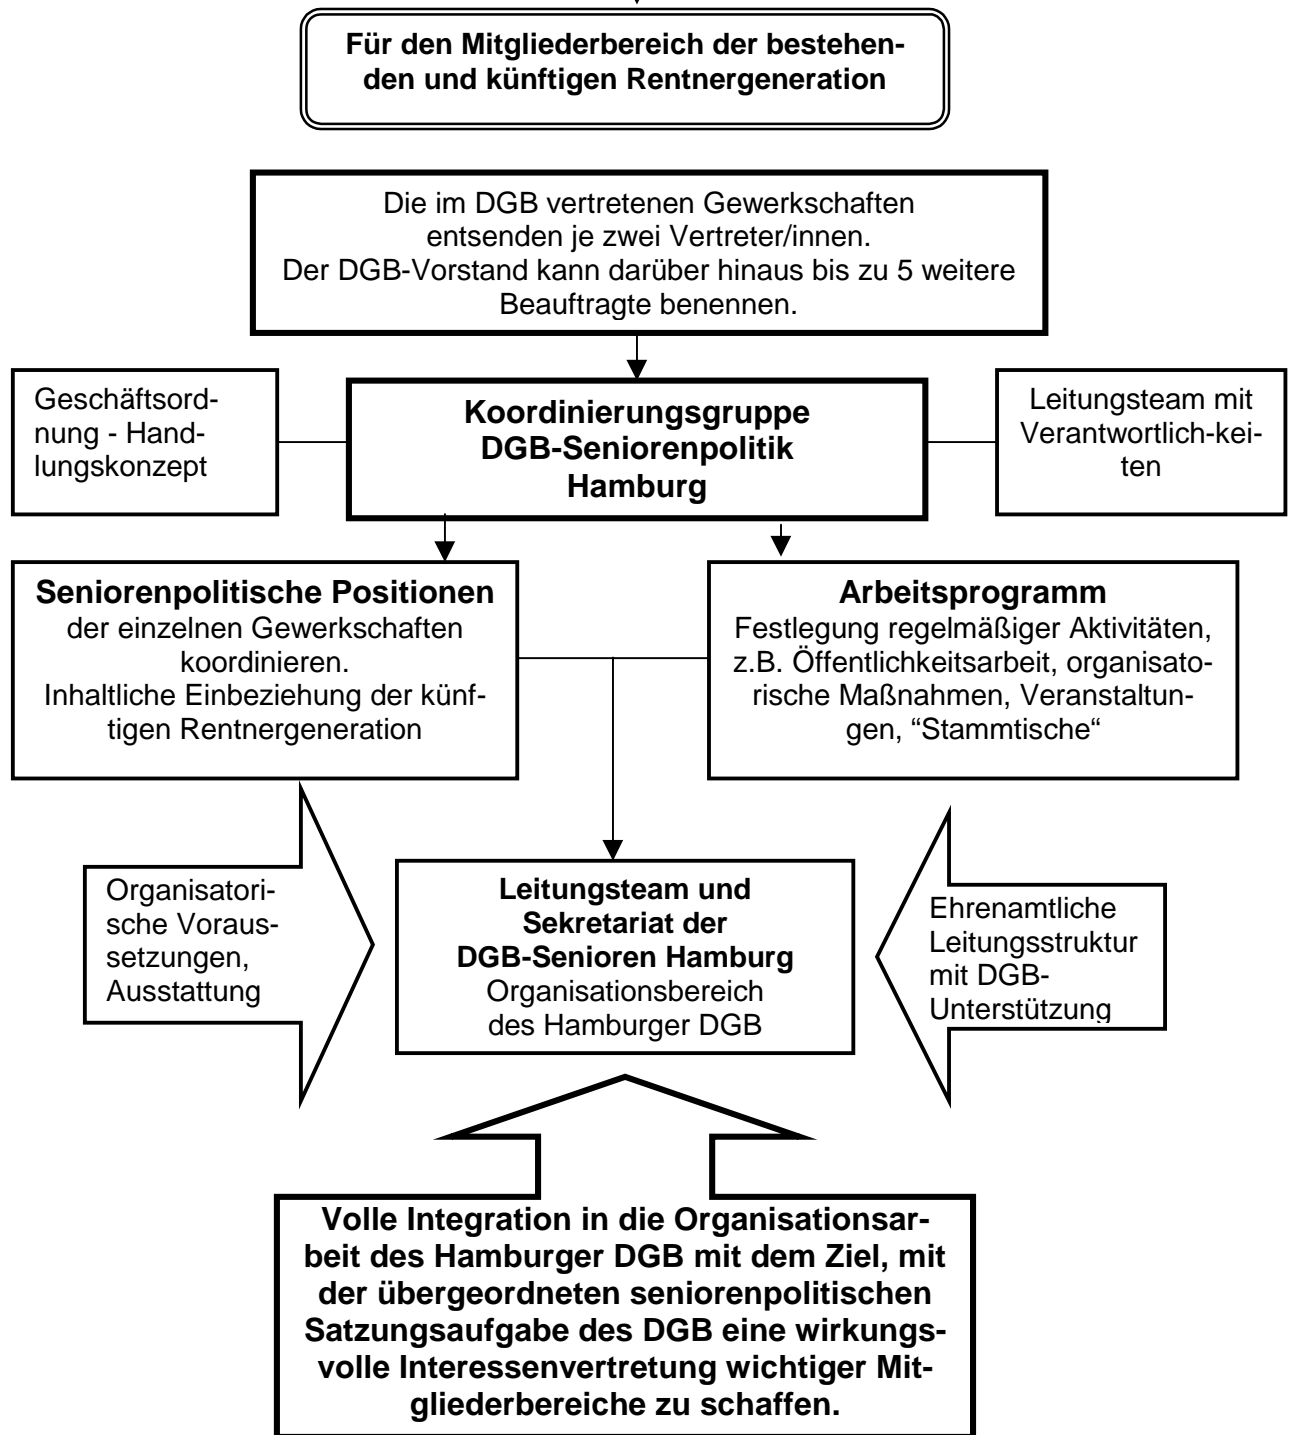 Für den Mitgliederbereich der bestehen-
den und künftigen Rentnergeneration
Die im DGB vertretenen Gewerkschaften
entsenden je zwei Vertreter/innen.
Der DGB-Vorstand kann darüber hinaus bis zu 5 weitere
Beauftragte benennen.
Geschäftsord-
nung - Hand-
lungskonzept
Koordinierungsgruppe
DGB-Seniorenpolitik
Hamburg
Leitungsteam mit
Verantwortlich-kei-
ten
Seniorenpolitische Positionen
der einzelnen Gewerkschaften
koordinieren.
Inhaltliche Einbeziehung der künf-
tigen Rentnergeneration
Arbeitsprogramm
Festlegung regelmäßiger Aktivitäten,
z.B. Öffentlichkeitsarbeit, organisato-
rische Maßnahmen, Veranstaltun-
gen, “Stammtische“
Organisatori-
sche Voraus-
setzungen,
Ausstattung
Leitungsteam und
Sekretariat der
DGB-Senioren Hamburg
Organisationsbereich
des Hamburger DGB
Ehrenamtliche
Leitungsstruktur
mit DGB-
Unterstützung
Volle Integration in die Organisationsar-
beit des Hamburger DGB mit dem Ziel, mit
der übergeordneten seniorenpolitischen
Satzungsaufgabe des DGB eine wirkungs-
volle Interessenvertretung wichtiger Mit-
gliederbereiche zu schaffen.